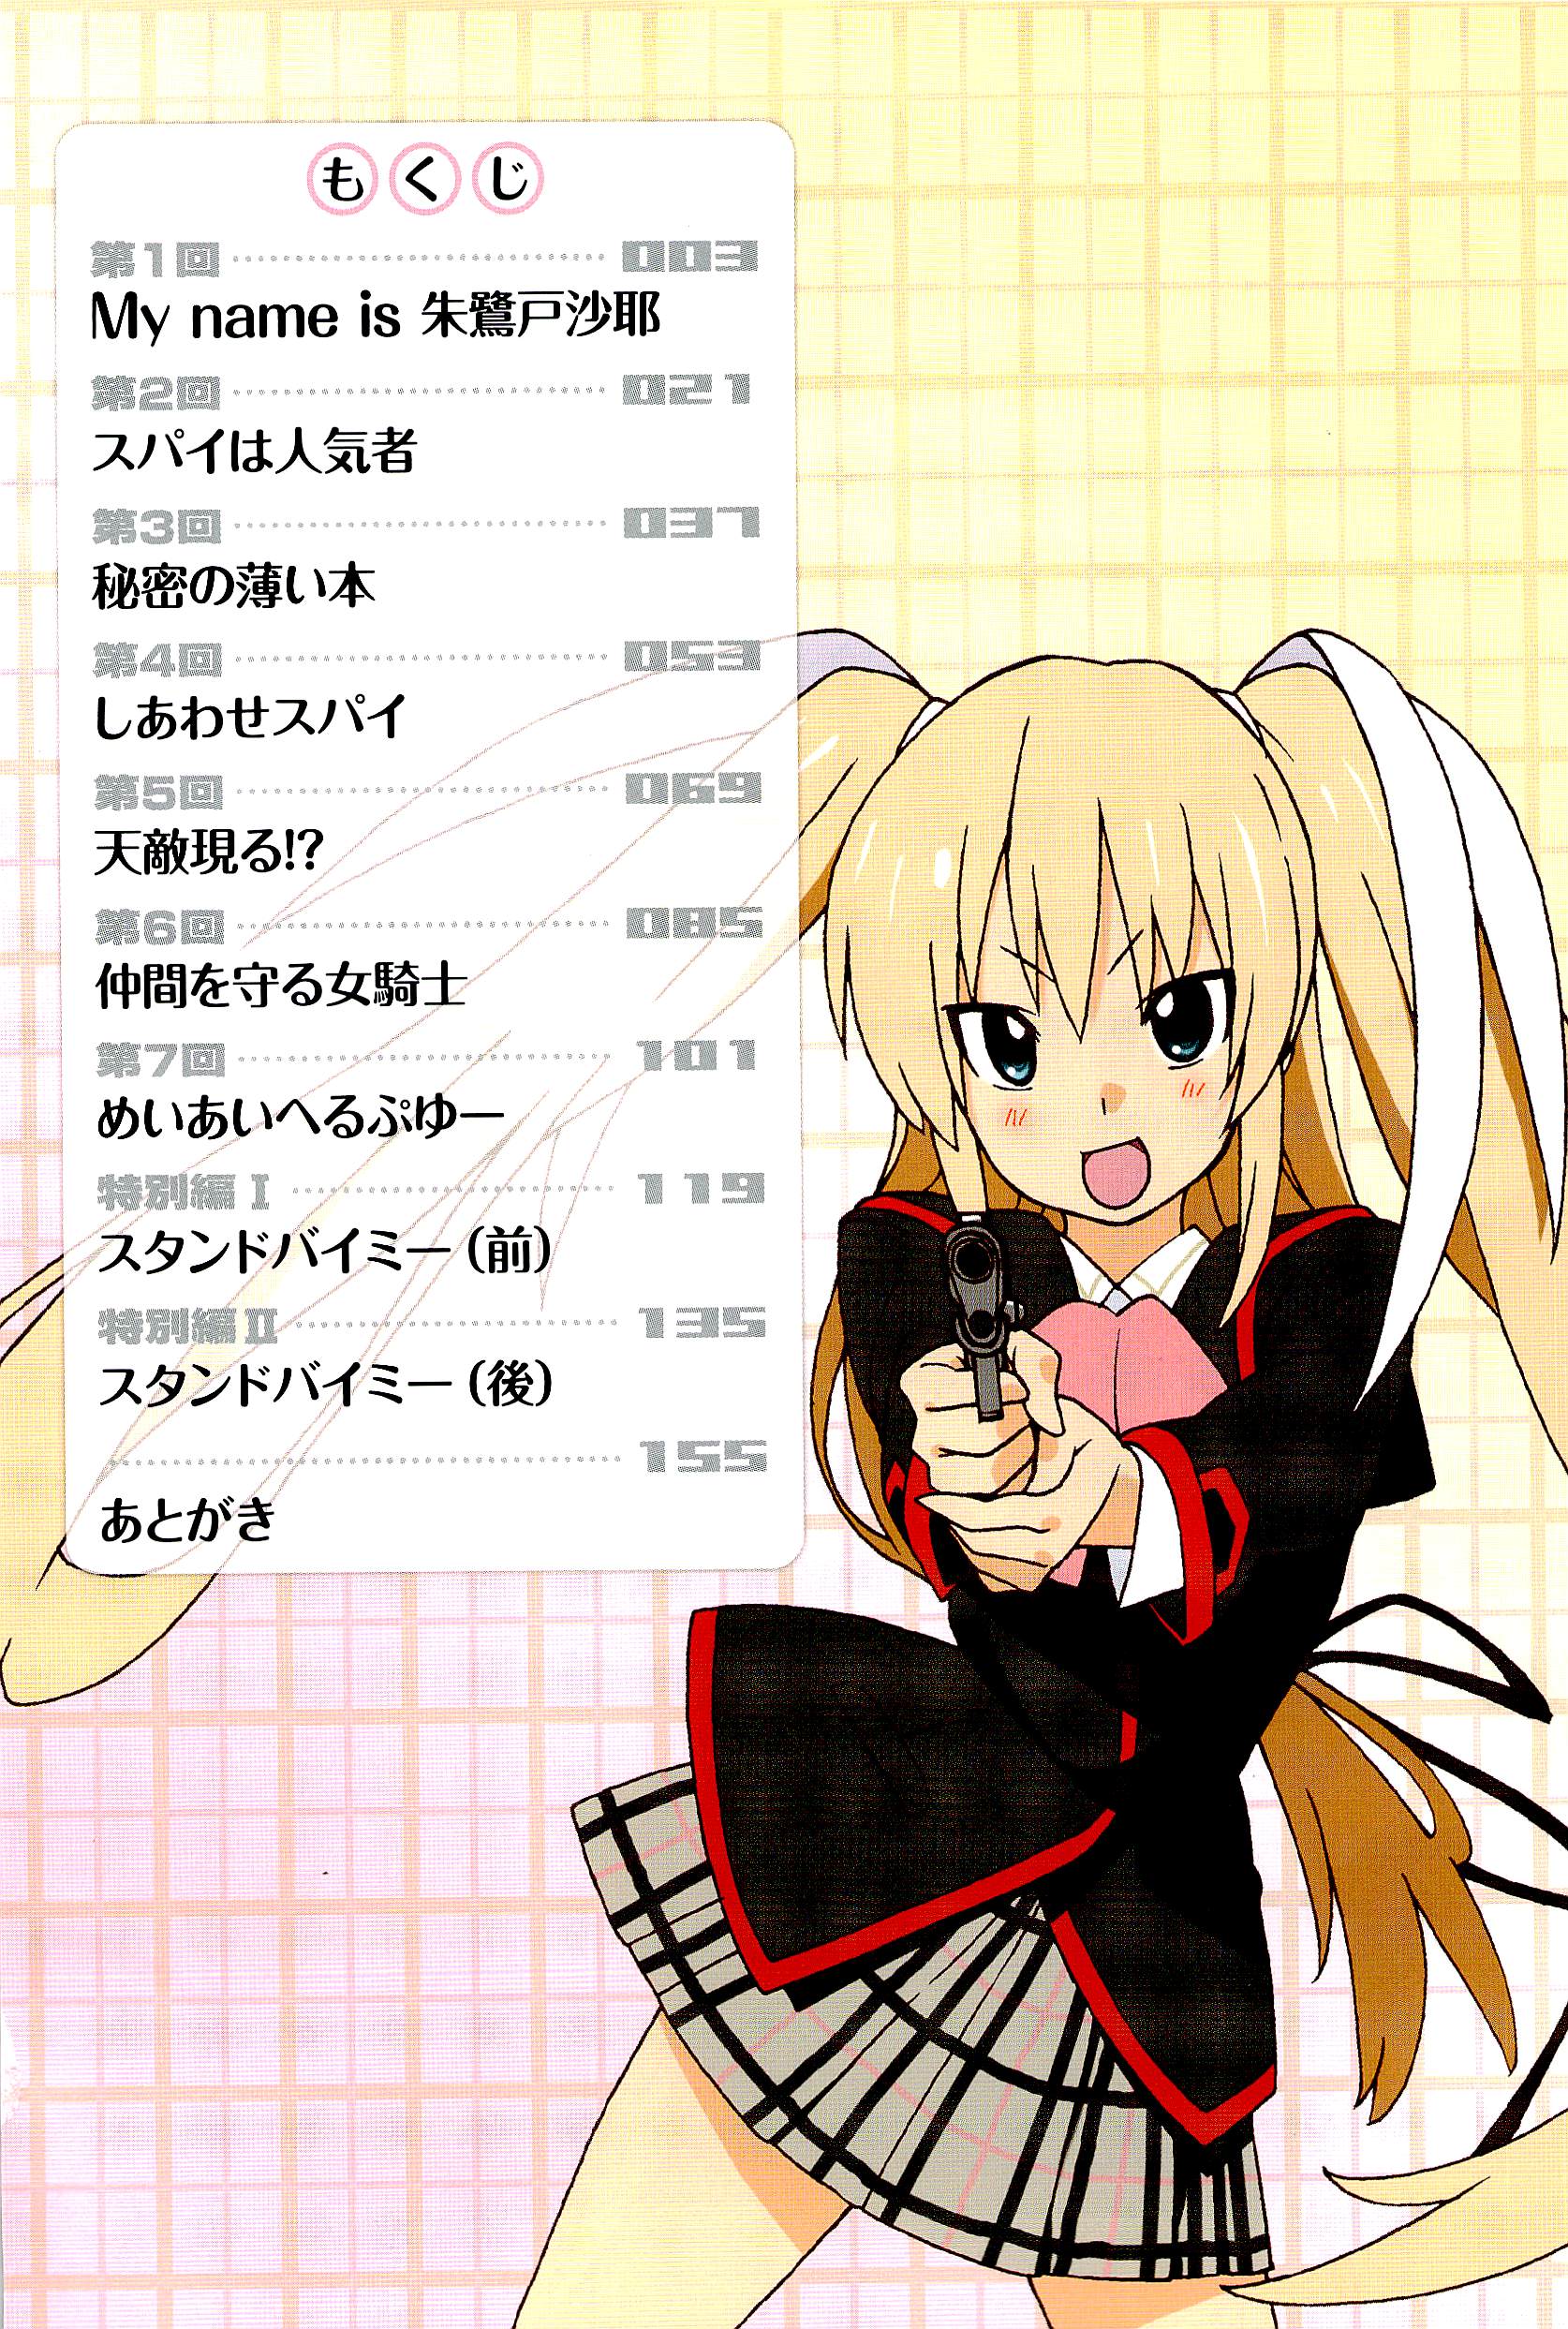 もくじ
第1回 003
My name is 朱鷺戸沙耶
第2回 021
スパイは人気者
第3回 037
秘密の薄い本
第4回 053
しあわせスパイ
第5回 069
天敵現る!?
第6回 085
仲間を守る女騎士
第7回 101
めいあいへるぷゆー
特別編Ⅰ 119
スタンドバイミー（前）
特別編Ⅱ 135
スタンドバイミー（後）
155
あとがき